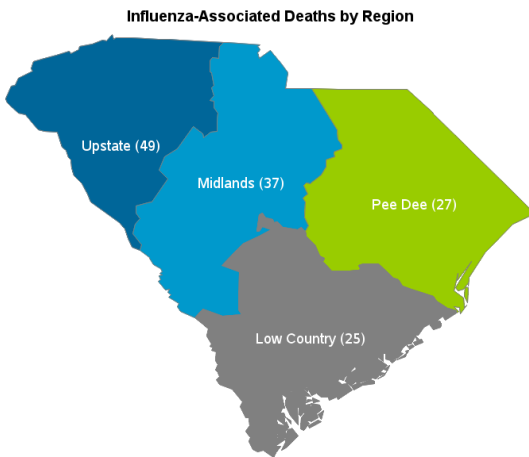 Influenza-Associated Deaths by Region
Upstate (49)
Midlands (37)
Pee Dee (27)
Low Country (25)